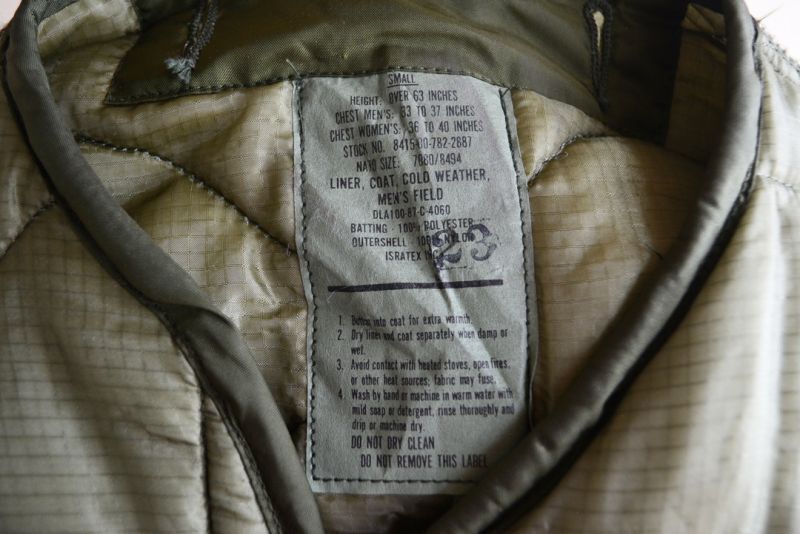 SMALL
HEIGHT: OVER 63 INCHES
CHEST MEN'S: 33 TO 37 INCHES
CHEST WOMEN'S: 36 TO 40 INCHES
STOCK NO. 8415-00-782-2887
NATO SIZE: 7080/8494
LINER, COAT, COLD WEATHER,
MEN'S FIELD
DLA100-87-C-4060
BATTING - 100% POLYESTER
OUTERSHELL - 100% NYLON
ISRATEX INC.
23
1. Button into coat for extra warmth.
2. Dry liner and coat separately when damp or
wet.
3. Avoid contact with heated stoves, open fires,
or other heat sources; fabric may fuse.
4. Wash by hand or machine in warm water with
mild soap or detergent, rinse thoroughly and
drip or machine dry.
DO NOT DRY CLEAN
DO NOT REMOVE THIS LABEL